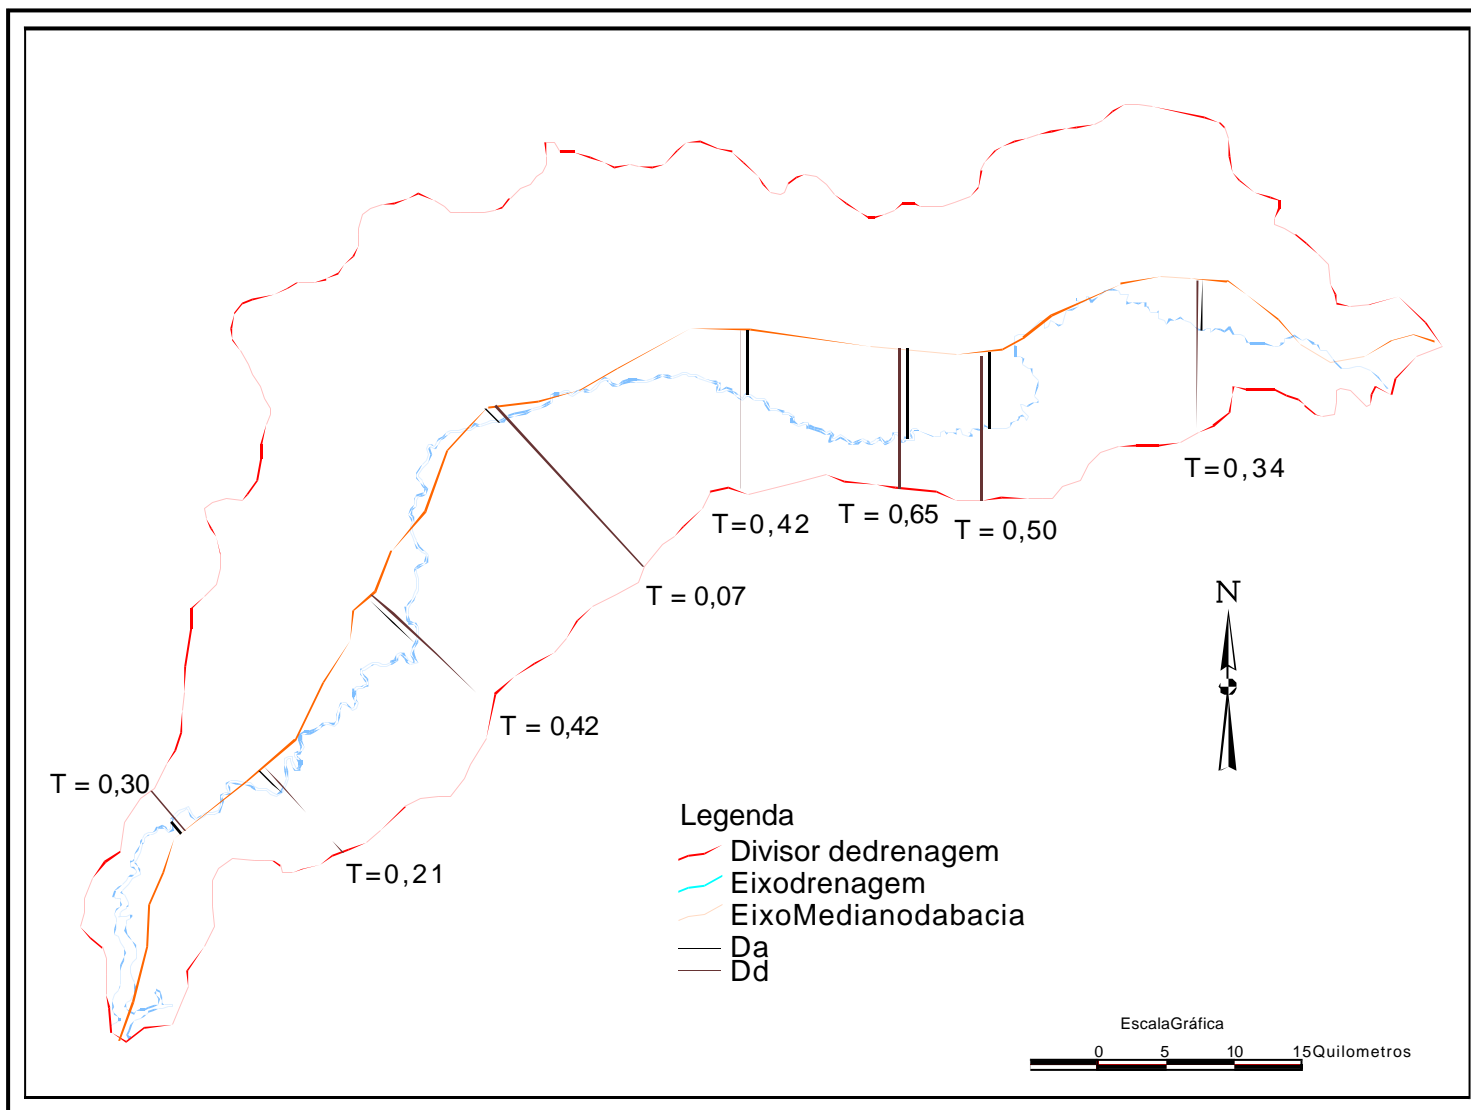 T=0,34
T=0,42
T = 0,65
T = 0,50
N
T = 0,07
T = 0,42
T = 0,30
T=0,21
Legenda
Divisor dedrenagem
Eixodrenagem
EixoMedianodabacia
Da
Dd
EscalaGráfica
0 5 10 15Quilometros